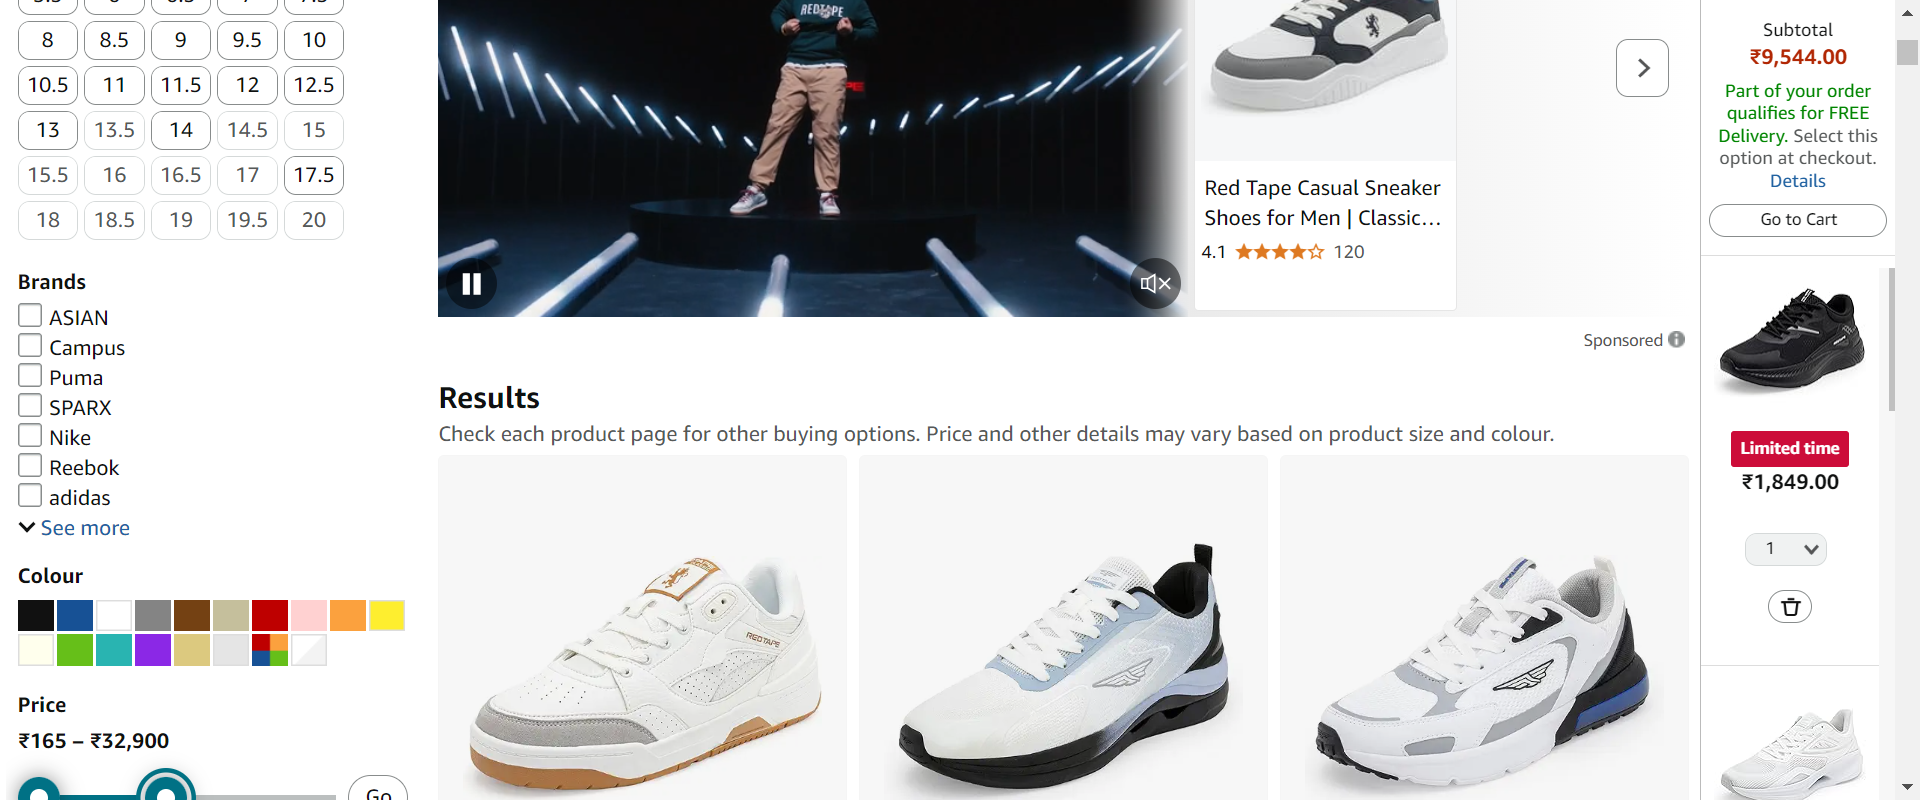 8 8.5 9 9.5 10
10.5 11 11.5 12 12.5
13 13.5 14 14.5 15
15.5 16 16.5 17 17.5
18 18.5 19 19.5 20
Brands
ASIAN
Campus
Puma
SPARX
Nike
Reebok
adidas
See more
Colour
Price
₹165 – ₹32,900
Go
REDTAPE
Red Tape Casual Sneaker
Shoes for Men | Classic...
4.1 120
Sponsored
Results
Check each product page for other buying options. Price and other details may vary based on product size and colour.
REDTAPE
Subtotal
₹9,544.00
Part of your order
qualifies for FREE
Delivery. Select this
option at checkout.
Details
Go to Cart
Limited time
₹1,849.00
1